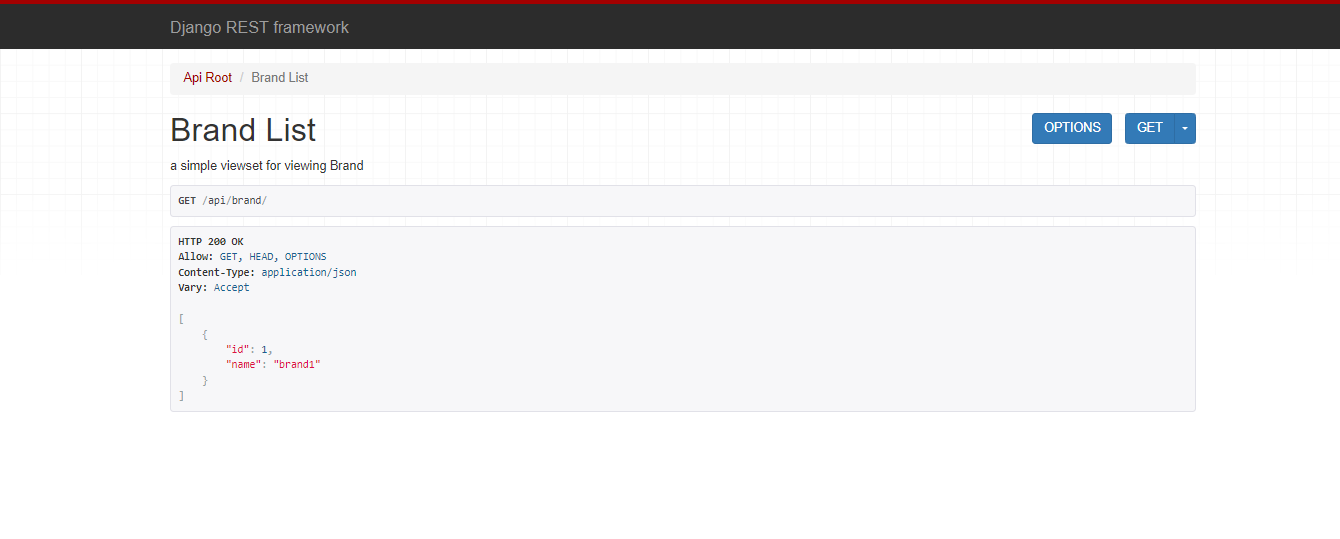 Django REST framework
Api Root / Brand List
Brand List
OPTIONS GET
a simple viewset for viewing Brand
GET /api/brand/
HTTP 200 OK
Allow: GET, HEAD, OPTIONS
Content-Type: application/json
Vary: Accept
[
    {
        "id": 1,
        "name": "brand1"
    }
]